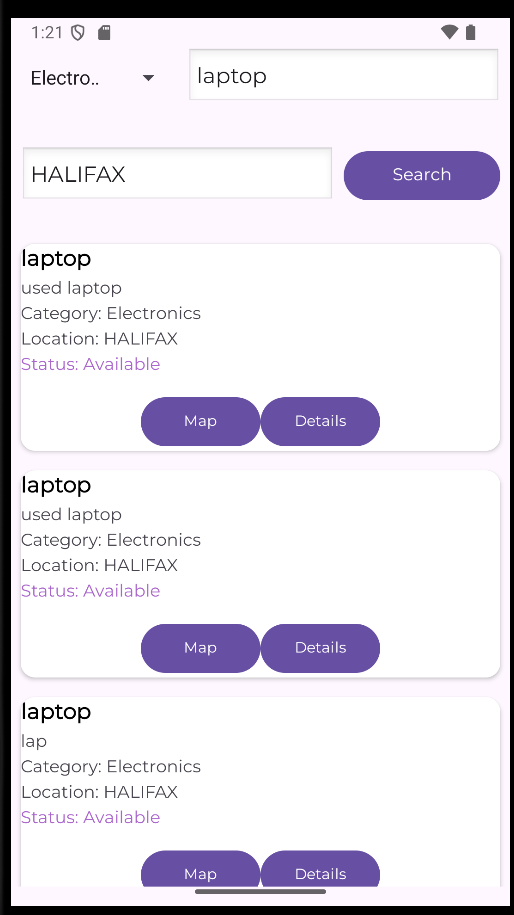 1:21
Electro..
laptop
HALIFAX
Search
laptop
used laptop
Category: Electronics
Location: HALIFAX
Status: Available
Map Details
laptop
used laptop
Category: Electronics
Location: HALIFAX
Status: Available
Map Details
laptop
lap
Category: Electronics
Location: HALIFAX
Status: Available
Map Details